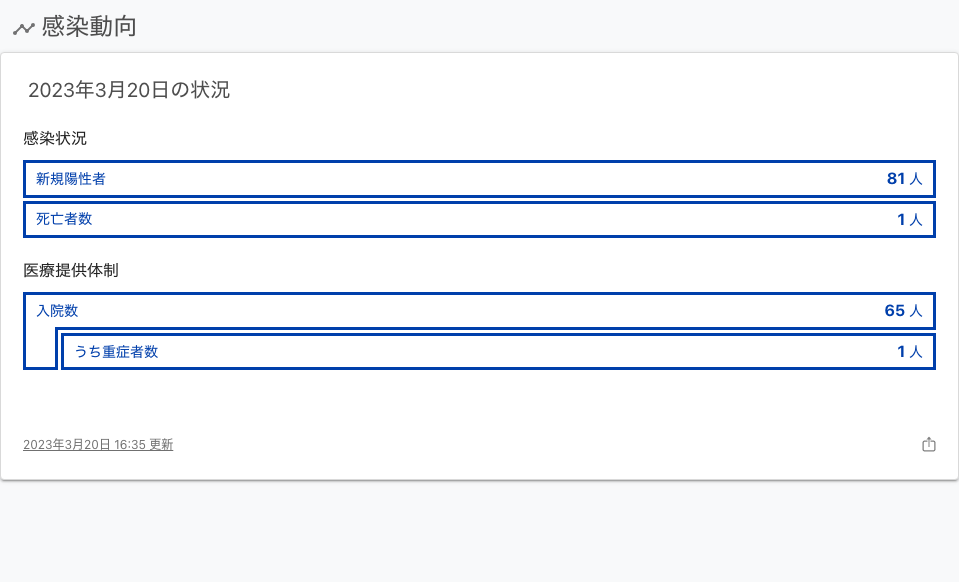 感染動向
2023年3月20日の状況
感染状況
新規陽性者 81 人
死亡者数 1 人
医療提供体制
入院数 65 人
うち重症者数 1 人
2023年3月20日 16:35 更新